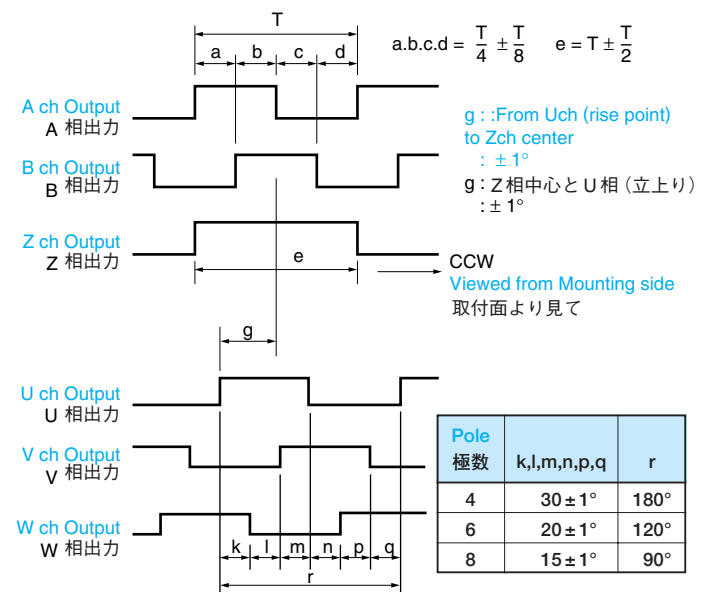 T
a b c d
a.b.c.d = T/4 ± T/8 e = T ± T/2
A ch Output
A 相出力
g : :From Uch (rise point)
to Zch center
: ± 1°
g : Z相中心とU相（立上り）
: ± 1°
B ch Output
B 相出力
Z ch Output
Z 相出力
e
CCW
Viewed from Mounting side
取付面より見て
g
U ch Output
U 相出力
V ch Output
V 相出力
W ch Output
W 相出力
k l m n p q
r
Pole
極数 k,l,m,n,p,q r
4 30±1° 180°
6 20±1° 120°
8 15±1° 90°